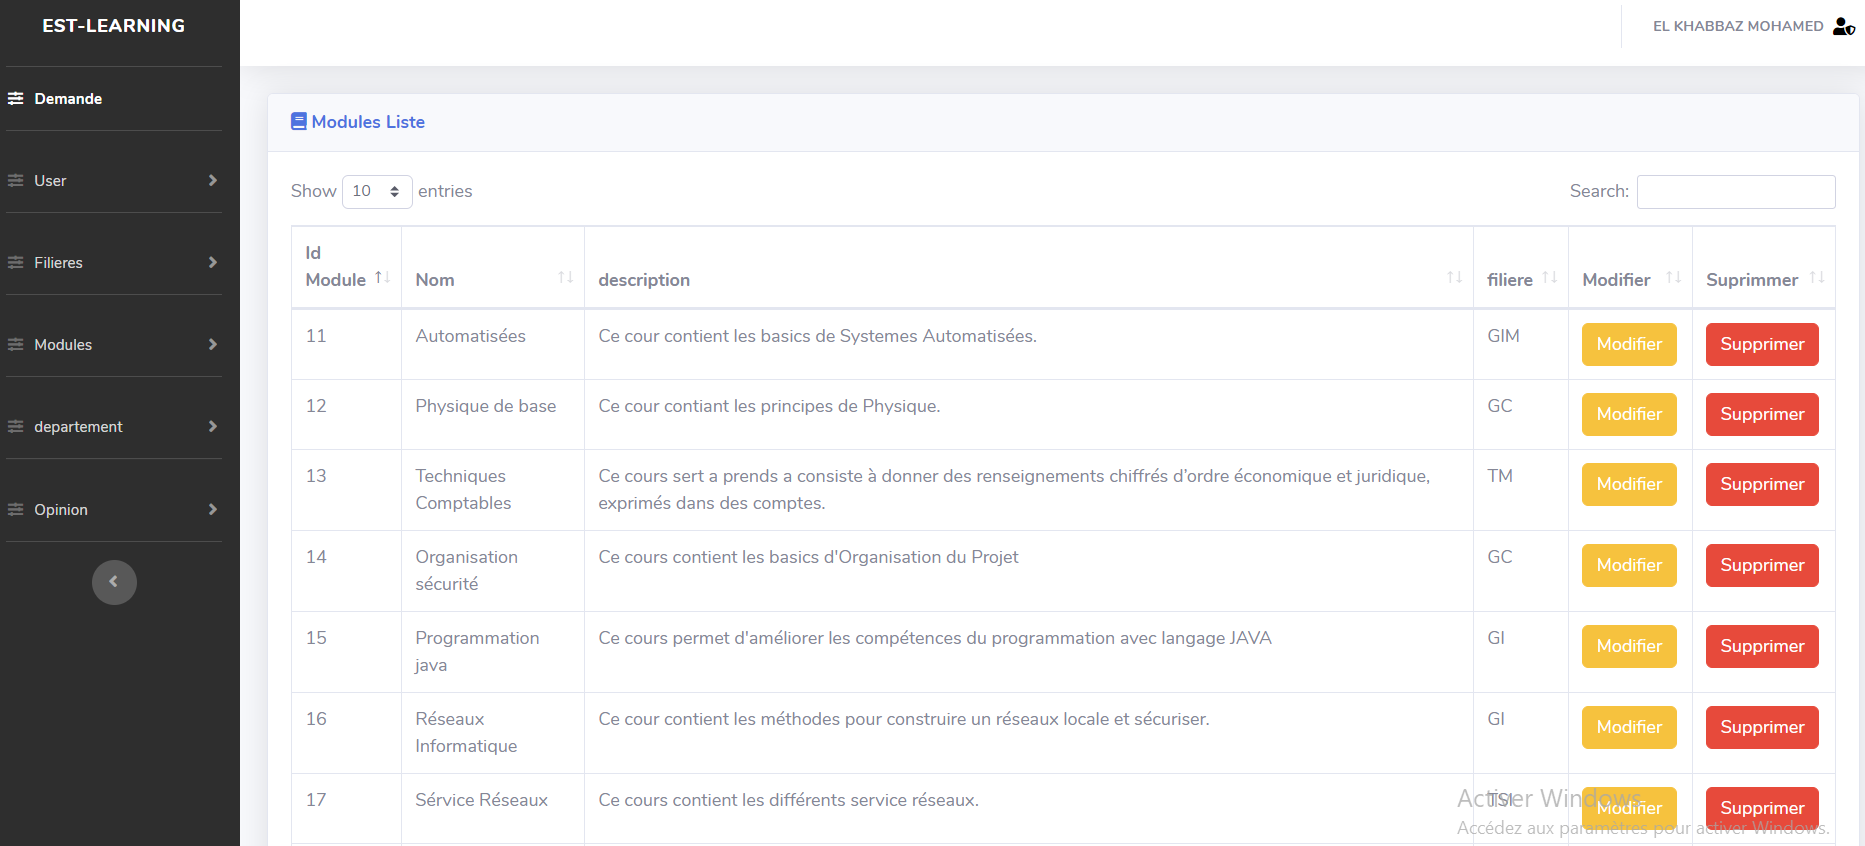 EST-LEARNING
EL KHABBAZ MOHAMED
Demande
User
Filieres
Modules
departement
Opinion
Modules Liste
Show 10 entries
Search:
Id
Module Nom description filiere Modifier Suprimmer
11 Automatisées Ce cour contient les basics de Systemes Automatisées. GIM Modifier Supprimer
12 Physique de base Ce cour contiant les principes de Physique. GC Modifier Supprimer
13 Techniques Ce cours sert a prends a consiste à donner des renseignements chiffrés d’ordre économique et juridique, TM Modifier Supprimer
Comptables exprimés dans des comptes.
14 Organisation Ce cours contient les basics d'Organisation du Projet GC Modifier Supprimer
sécurité
15 Programmation Ce cours permet d'améliorer les compétences du programmation avec langage JAVA GI Modifier Supprimer
java
16 Réseaux Ce cour contient les méthodes pour construire un réseaux locale et sécuriser. GI Modifier Supprimer
Informatique
17 Sérvice Réseaux Ce cours contient les différents service réseaux. Modifier Supprimer
Activer Windows
Accédez aux paramètres pour activer Windows.